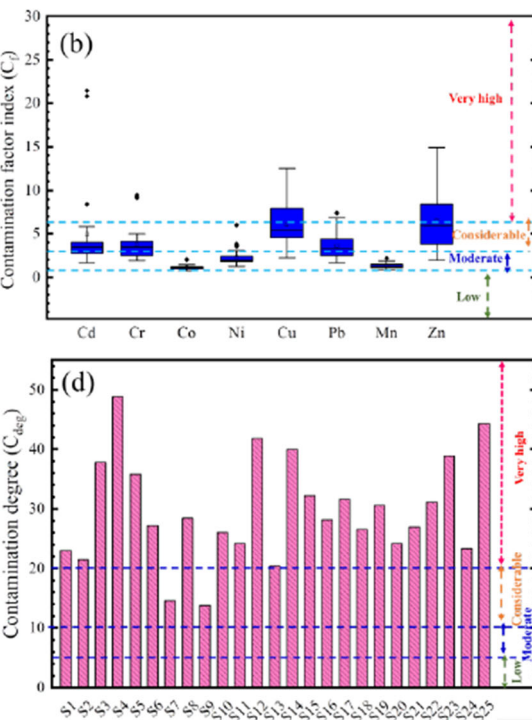 (b)
Contamination factor index (Cf)
30
25
20
15
10
5
0
Very high
Considerable
Moderate
Low
Cd Cr Co Ni Cu Pb Mn Zn
(d)
Contamination degree (Cdeg)
50
40
30
20
10
0
Very high
Considerable
Moderate
Low
S1 S2 S3 S4 S5 S6 S7 S8 S9 S10 S11 S12 S13 S14 S15 S16 S17 S18 S19 S20 S21 S22 S23 S24 S25